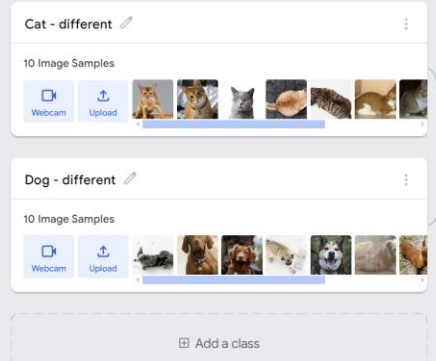 Cat - different
10 Image Samples
Webcam
Upload
Dog - different
10 Image Samples
Webcam
Upload
Add a class